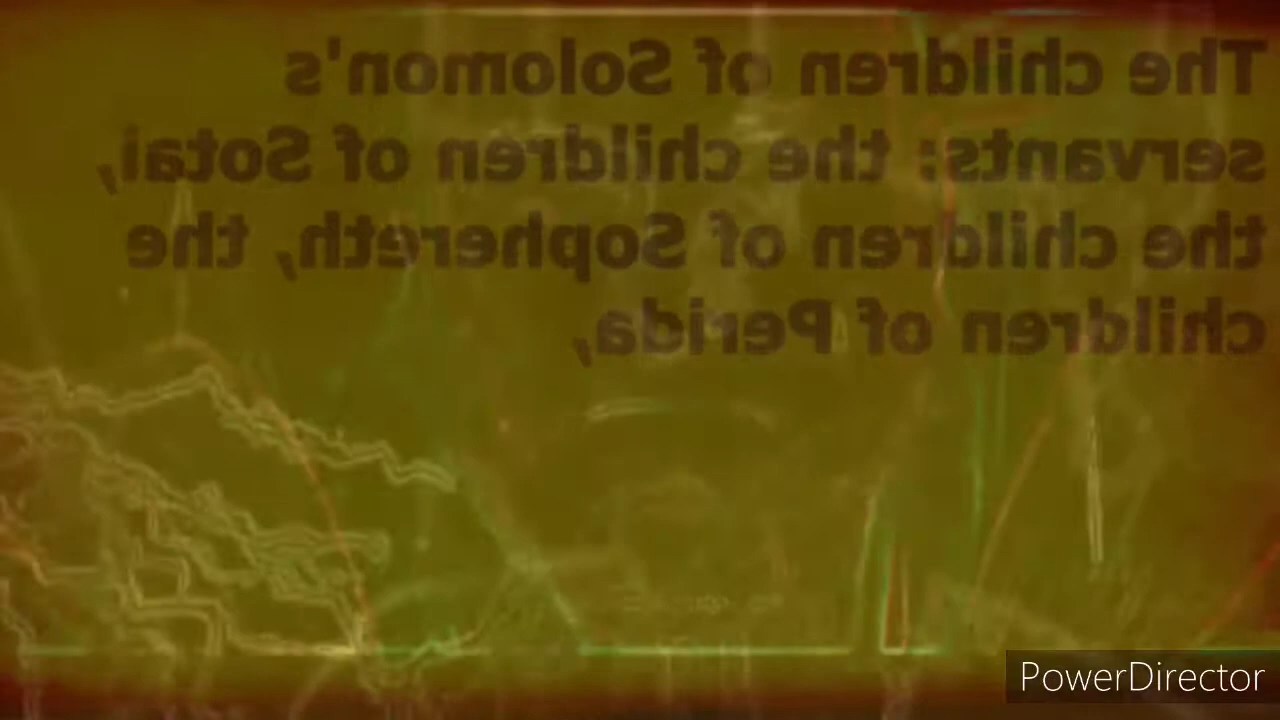 The children of Solomon's
servants: the children of Sotai,
the children of Sophereth, the
children of Perida,
PowerDirector